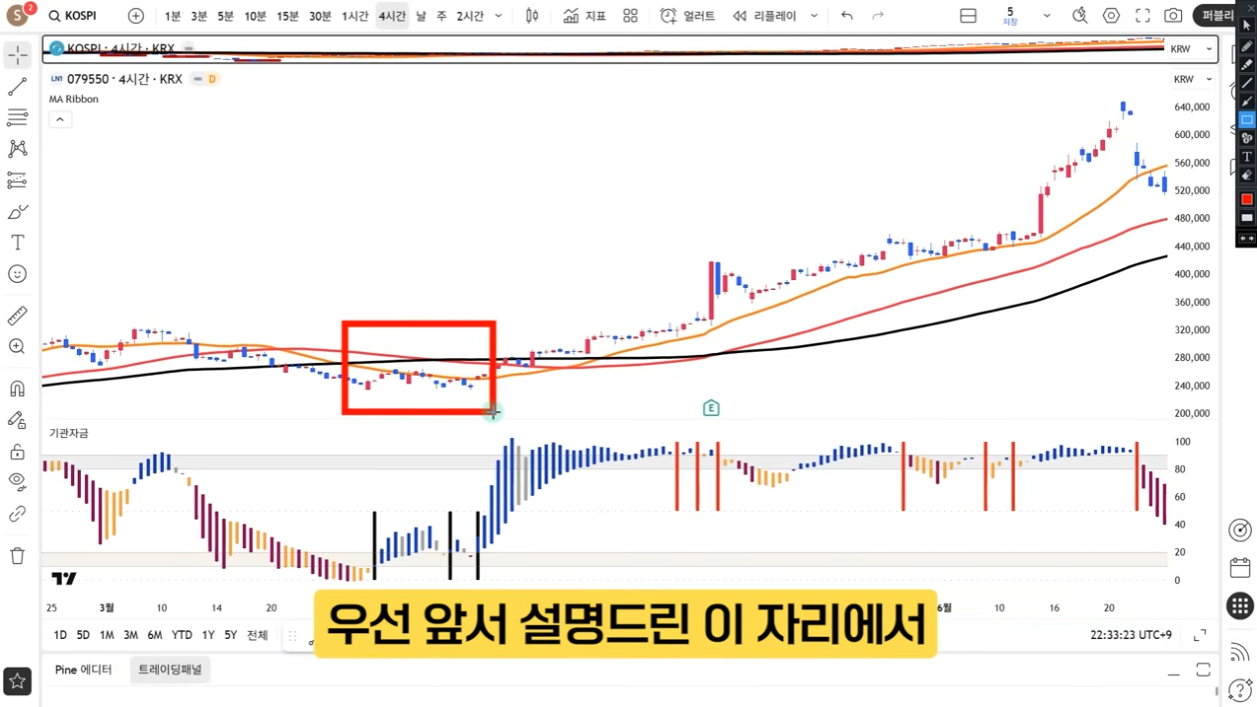 S 2 KOSPI 1분 3분 5분 10분 15분 30분 1시간 4시간 날 주 2시간 지표 얼러트 리플레이 5 저장 퍼블리
KOSPI · 4시간 · KRX KRW
LN1 079550 · 4시간 · KRX D KRW
MA Ribbon
640,000
600,000
560,000
520,000
480,000
440,000
400,000
360,000
320,000
280,000
240,000
200,000
E
기관자금
100
80
60
40
20
0
25 3월 10 14 20 6월 10 16 20
우선 앞서 설명드린 이 자리에서
1D 5D 1M 3M 6M YTD 1Y 5Y 전체 22:33:23 UTC+9
Pine 에디터 트레이딩패널